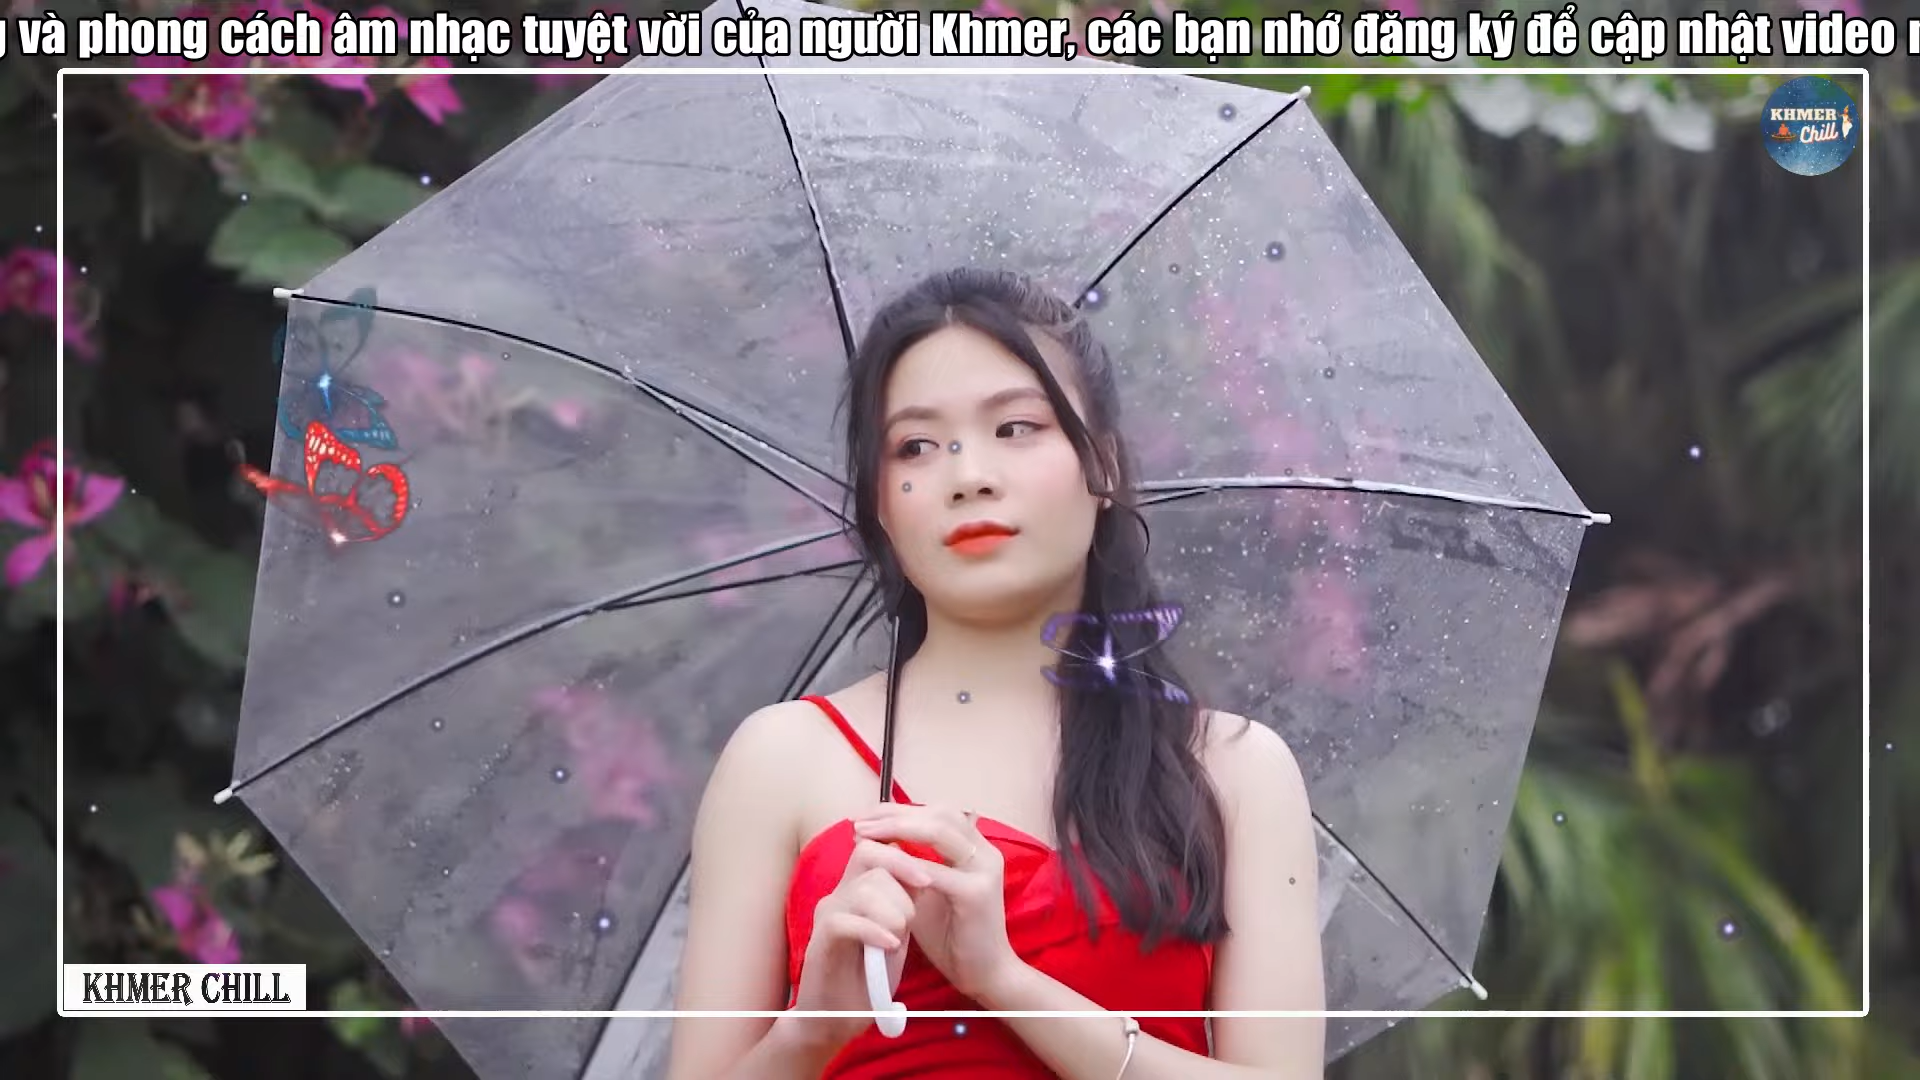 và phong cách âm nhạc tuyệt vời của người Khmer, các bạn nhớ đăng ký để cập nhật video
KHMER
Chill
KHMER CHILL